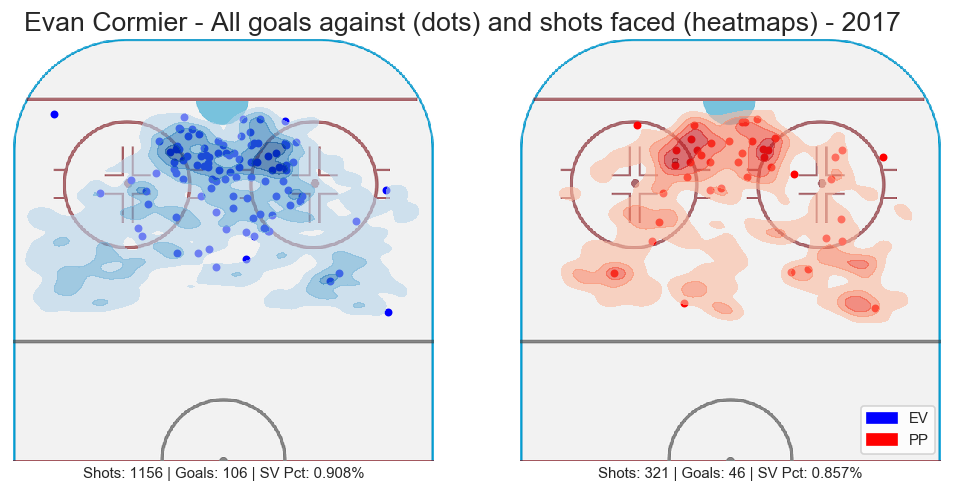 Evan Cormier - All goals against (dots) and shots faced (heatmaps) - 2017
EV
PP
Shots: 1156 | Goals: 106 | SV Pct: 0.908%
Shots: 321 | Goals: 46 | SV Pct: 0.857%